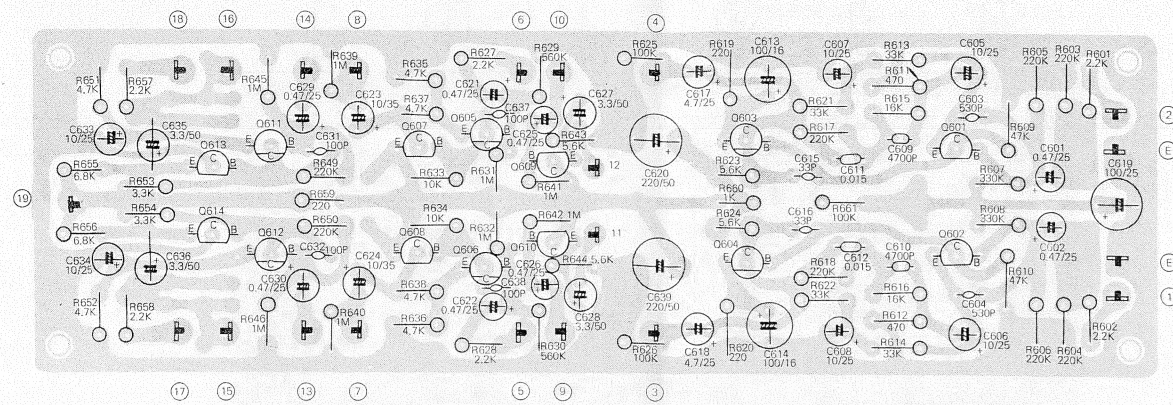 18 16 14 8 6 10 4
R639 1M
R627 2.2K
R629 560K
R625 100K
R619 220
C613 100/16
C607 10/25
R613 33K
C605 10/25
R605 220K
R603 220K
R601 2.2K
R651 4.7K
R657 2.2K
R645 1M
C629 0.47/25
C623 10/35
R635 4.7K
C621 0.47/25
C627 3.3/50
C617 4.7/25
R611 470
R637 4.7K
C637 100P
R621 33K
R615 16K
C603 530P
2
C633 10/25
C635 3.3/50
Q613
E C B
Q611
E C B
C631 100P
Q607
E C B
Q605
E C B
C625 0.47/25
R643 5.6K
Q603
E C B
R617 220K
C609 4700P
Q601
E C B
R609 47K
C601 0.47/25
E
R655 6.8K
R653 3.3K
R649 220K
R633 10K
R631 1M
Q609
E C B
12
C620 220/50
R623 5.6K
C615 33P
C611 0.015
R607 330K
C619 100/25
19
R659 220
R641 1M
R660 1K
R661 100K
R656 6.8K
R654 3.3K
Q614
E C B
R650 220K
R634 10K
R632 1M
R642 1M
11
R624 5.6K
C616 33P
R608 330K
C602 0.47/25
C634 10/25
C636 3.3/50
Q612
E C B
C632 100P
Q608
E C B
Q606
E C B
Q610
E C B
R644 5.6K
Q604
E C B
C612 0.015
C610 4700P
Q602
E C B
R610 47K
E
C630 0.47/25
C624 10/35
C626 0.47/25
C638 100P
C639 220/50
R618 220K
R652 4.7K
R658 2.2K
R646 1M
R640 1M
R638 4.7K
C622 0.47/25
C628 3.3/50
R622 33K
R616 16K
C604 530P
1
R636 4.7K
R628 2.2K
R630 560K
R626 100K
C618 4.7/25
R620 220
C614 100/16
C608 10/25
R612 470
R614 33K
C606 10/25
R606 220K
R604 220K
R602 2.2K
17 15 13 7 5 9 3